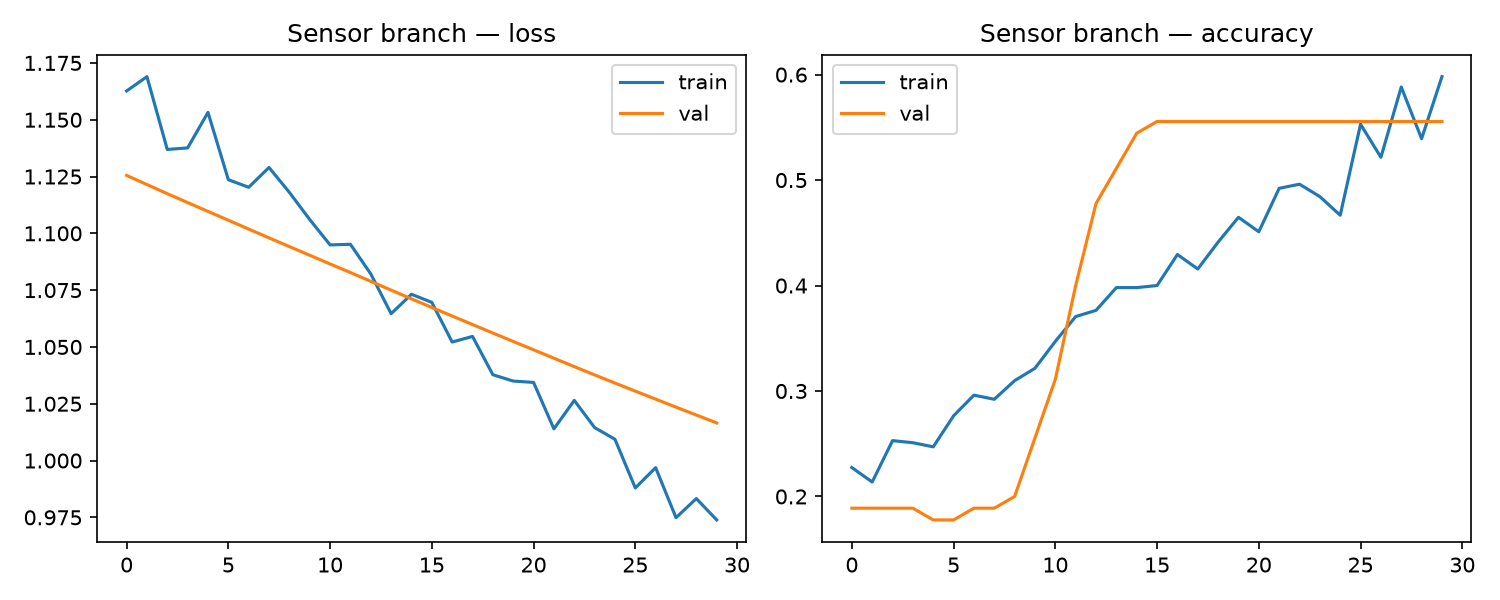 Sensor branch — loss
1.175
1.150
1.125
1.100
1.075
1.050
1.025
1.000
0.975
train
val
0 5 10 15 20 25 30
Sensor branch — accuracy
0.6
0.5
0.4
0.3
0.2
train
val
0 5 10 15 20 25 30